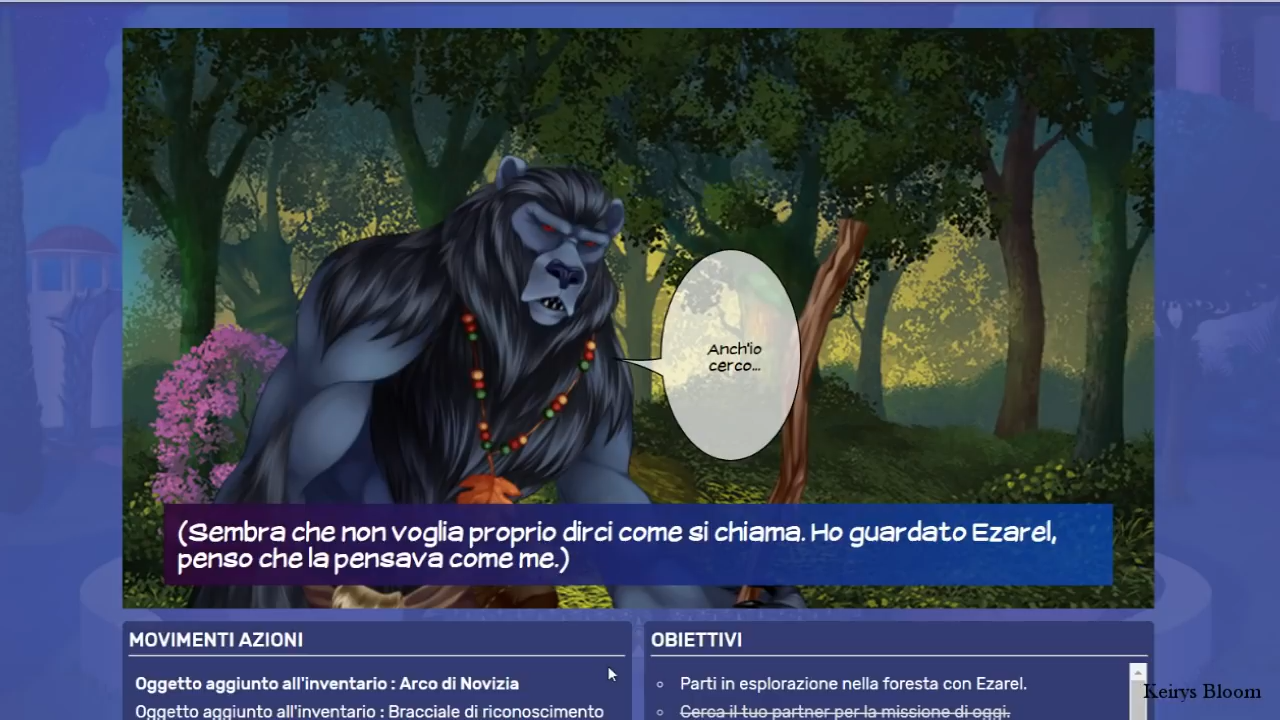 Anch'io
cerco...
(Sembra che non voglia proprio dirci come si chiama. Ho guardato Ezarel,
penso che la pensava come me.)
MOVIMENTI AZIONI
Oggetto aggiunto all'inventario : Arco di Novizia
Oggetto aggiunto all'inventario : Bracciale di riconoscimento
OBIETTIVI
Parti in esplorazione nella foresta con Ezarel.
Cerca il tuo partner per la missione di oggi.
Keirys Bloom